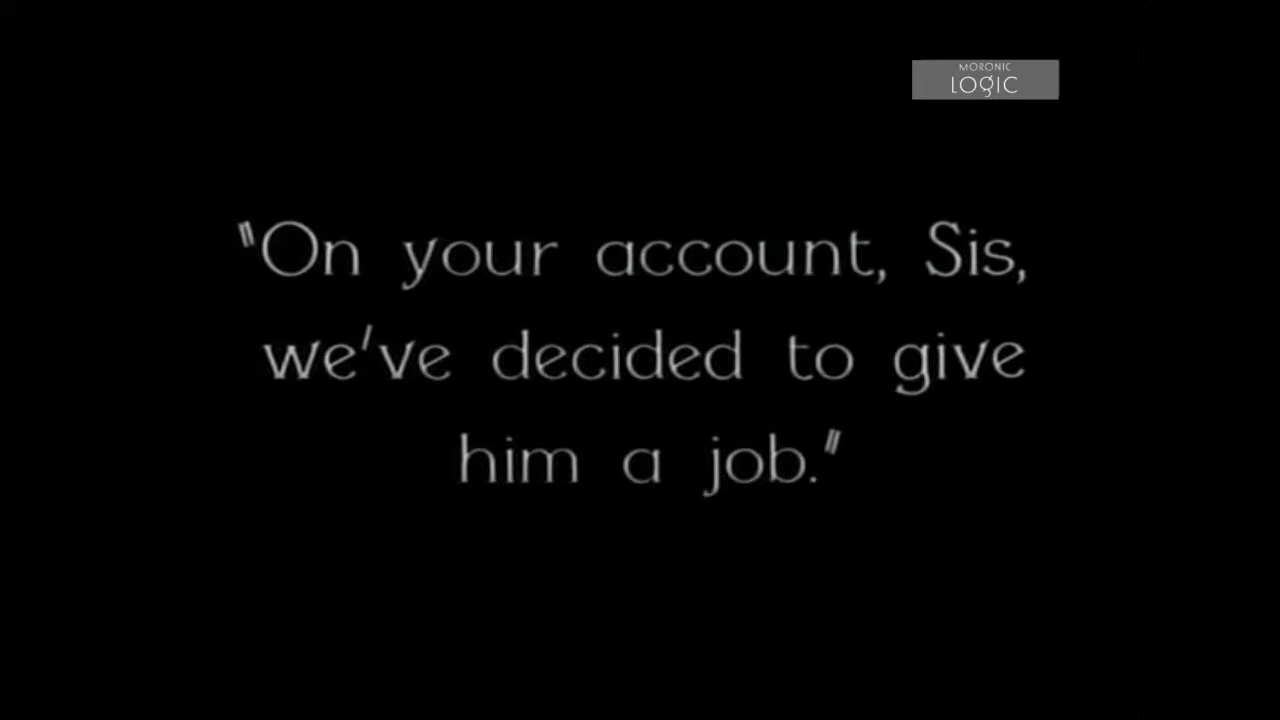 MORONIC
LOGIC
"On your account, Sis,
we've decided to give
him a job."